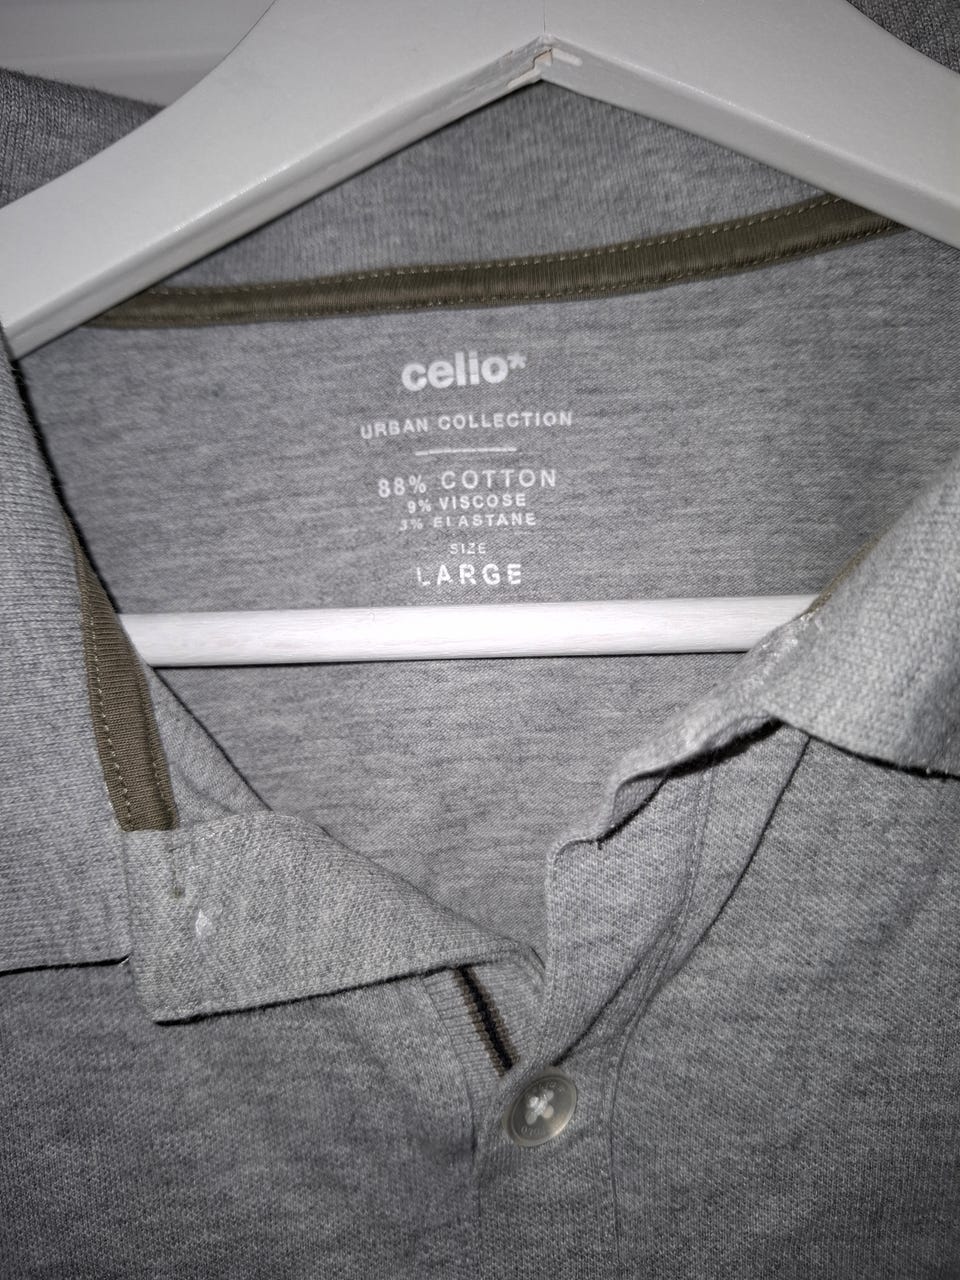 celio*
URBAN COLLECTION
88% COTTON
9% VISCOSE
3% ELASTANE
SIZE
LARGE